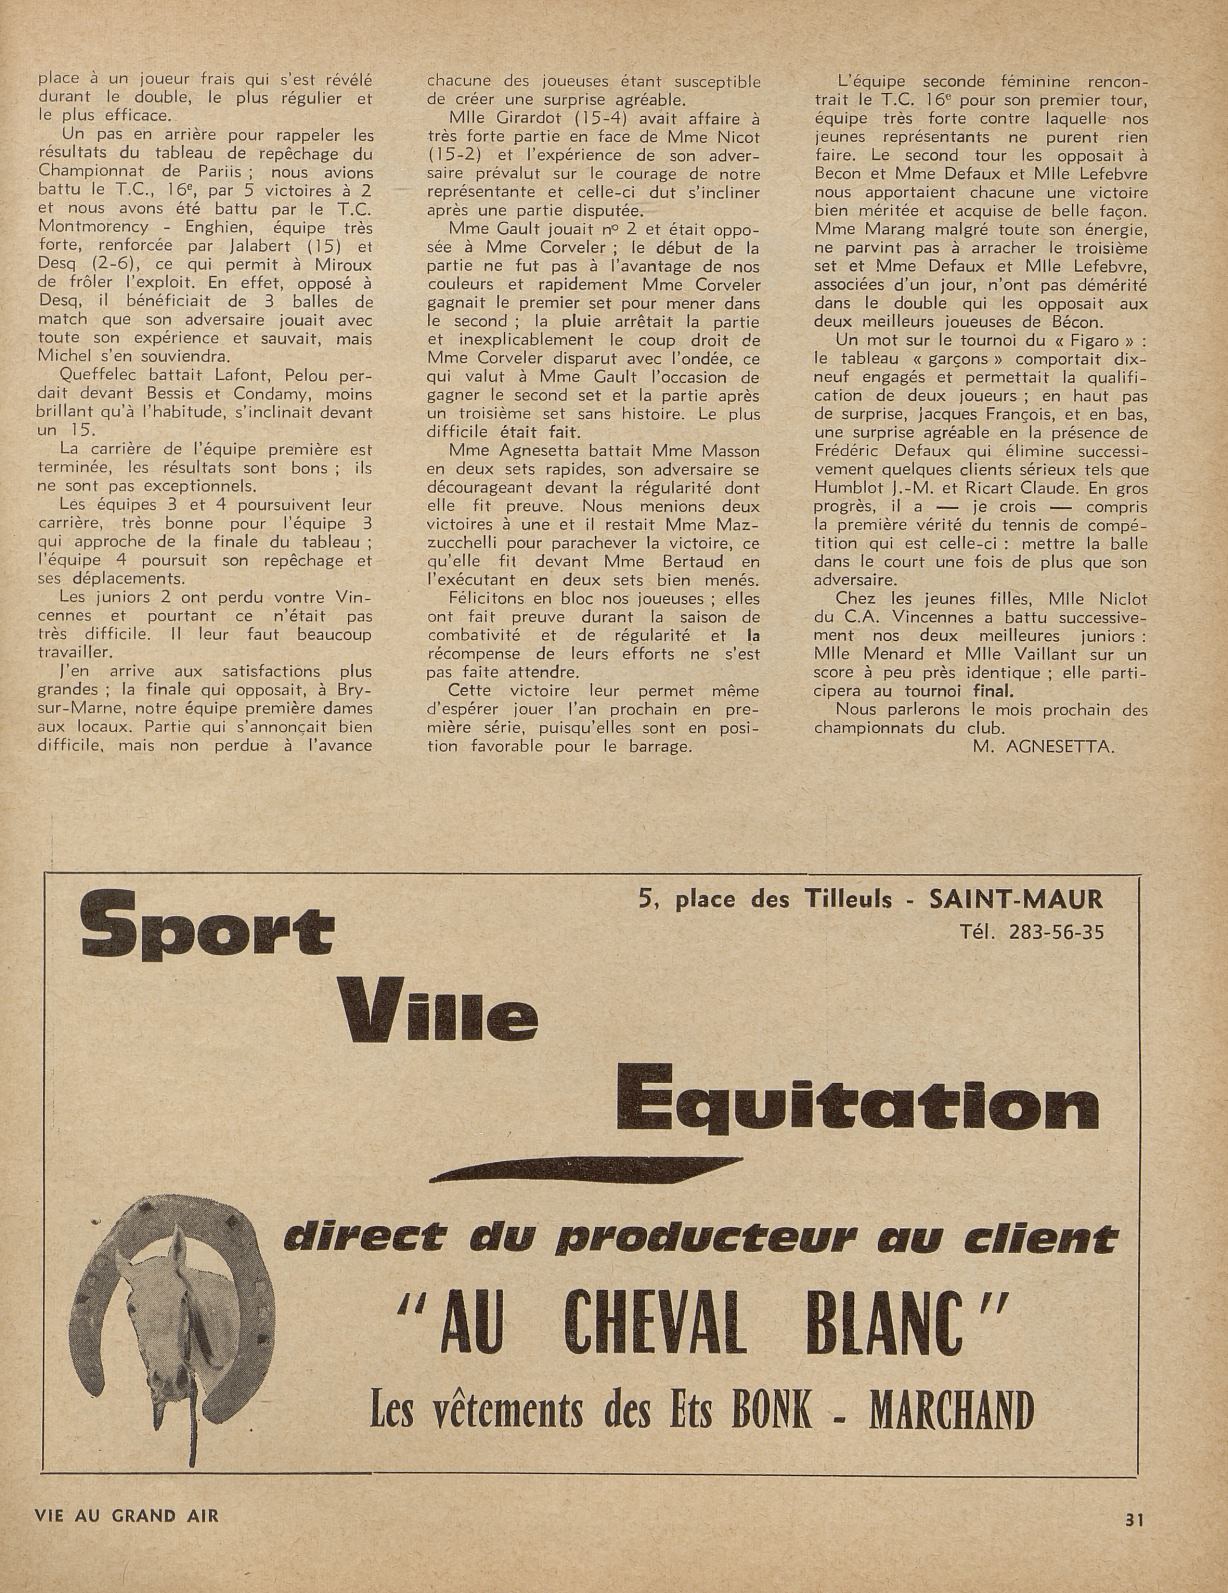 place à un joueur frais qui s'est révélé
durant le double, le plus régulier et
le plus efficace.
Un pas en arrière pour rappeler les
résultats du tableau de repêchage du
Championnat de Pariis ; nous avions
battu le T.C., 16e, par 5 victoires à 2
et nous avons été battu par le T.C.
Montmorency - Enghien, équipe très
forte, renforcée par Jalabert (15) et
Desq (2-6), ce qui permit à Miroux
de frôler l'exploit. En effet, opposé à
Desq, il bénéficiait de 3 balles de
match que son adversaire jouait avec
toute son expérience et sauvait, mais
Michel s'en souviendra.
Queffelec battait Lafont, Pelou per-
dait devant Bessis et Condamy, moins
brillant qu'à l'habitude, s'inclinait devant
un 15.
La carrière de l'équipe première est
terminée, les résultats sont bons ; ils
ne sont pas exceptionnels.
Les équipes 3 et 4 poursuivent leur
carrière, très bonne pour l'équipe 3
qui approche de la finale du tableau ;
l'équipe 4 poursuit son repêchage et
ses déplacements.
Les juniors 2 ont perdu vontre Vin-
cennes et pourtant ce n'était pas
très difficile. Il leur faut beaucoup
travailler.
J'en arrive aux satisfactions plus
grandes ; la finale qui opposait, à Bry-
sur-Marne, notre équipe première dames
aux locaux. Partie qui s'annonçait bien
difficile, mais non perdue à l'avance
chacune des joueuses étant susceptible
de créer une surprise agréable.
Mlle Girardot (15-4) avait affaire à
très forte partie en face de Mme Nicot
(15-2) et l'expérience de son adver-
saire prévalut sur le courage de notre
représentante et celle-ci dut s'incliner
après une partie disputée.
Mme Gault jouait nº 2 et était oppo-
sée à Mme Corveler ; le début de la
partie ne fut pas à l'avantage de nos
couleurs et rapidement Mme Corveler
gagnait le premier set pour mener dans
le second ; la pluie arrêtait la partie
et inexplicablement le coup droit de
Mme Corveler disparut avec l'ondée, ce
qui valut à Mme Gault l'occasion de
gagner le second set et la partie après
un troisième set sans histoire. Le plus
difficile était fait.
Mme Agnesetta battait Mme Masson
en deux sets rapides, son adversaire se
décourageant devant la régularité dont
elle fit preuve. Nous menions deux
victoires à une et il restait Mme Maz-
zucchelli pour parachever la victoire, ce
qu'elle fit devant Mme Bertaud en
l'exécutant en deux sets bien menés.
Félicitons en bloc nos joueuses ; elles
ont fait preuve durant la saison de
combativité et de régularité et la
récompense de leurs efforts ne s'est
pas faite attendre.
Cette victoire leur permet même
d'espérer jouer l'an prochain en pre-
mière série, puisqu'elles sont en posi-
tion favorable pour le barrage.
L'équipe seconde féminine rencon-
trait le T.C. 16e pour son premier tour,
équipe très forte contre laquelle nos
jeunes représentants ne purent rien
faire. Le second tour les opposait à
Becon et Mme Defaux et Mlle Lefebvre
nous apportaient chacune une victoire
bien méritée et acquise de belle façon.
Mme Marang malgré toute son énergie,
ne parvint pas à arracher le troisième
set et Mme Defaux et Mlle Lefebvre,
associées d'un jour, n'ont pas démérité
dans le double qui les opposait aux
deux meilleurs joueuses de Bécon.
Un mot sur le tournoi du « Figaro » :
le tableau « garçons » comportait dix-
neuf engagés et permettait la qualifi-
cation de deux joueurs ; en haut pas
de surprise, Jacques François, et en bas,
une surprise agréable en la présence de
Frédéric Defaux qui élimine successi-
vement quelques clients sérieux tels que
Humblot J.-M. et Ricart Claude. En gros
progrès, il a — je crois — compris
la première vérité du tennis de compé-
tition qui est celle-ci : mettre la balle
dans le court une fois de plus que son
adversaire.
Chez les jeunes filles, Mlle Niclot
du C.A. Vincennes a battu successive-
ment nos deux meilleures juniors :
Mlle Menard et Mlle Vaillant sur un
score à peu près identique ; elle parti-
cipera au tournoi final.
Nous parlerons le mois prochain des
championnats du club.
M. AGNESETTA.
5, place des Tilleuls - SAINT-MAUR
Tél. 283-56-35
Sport
Ville
Equitation
direct du producteur au client
"AU CHEVAL BLANC"
Les vêtements des Ets BONK - MARCHAND
VIE AU GRAND AIR
31